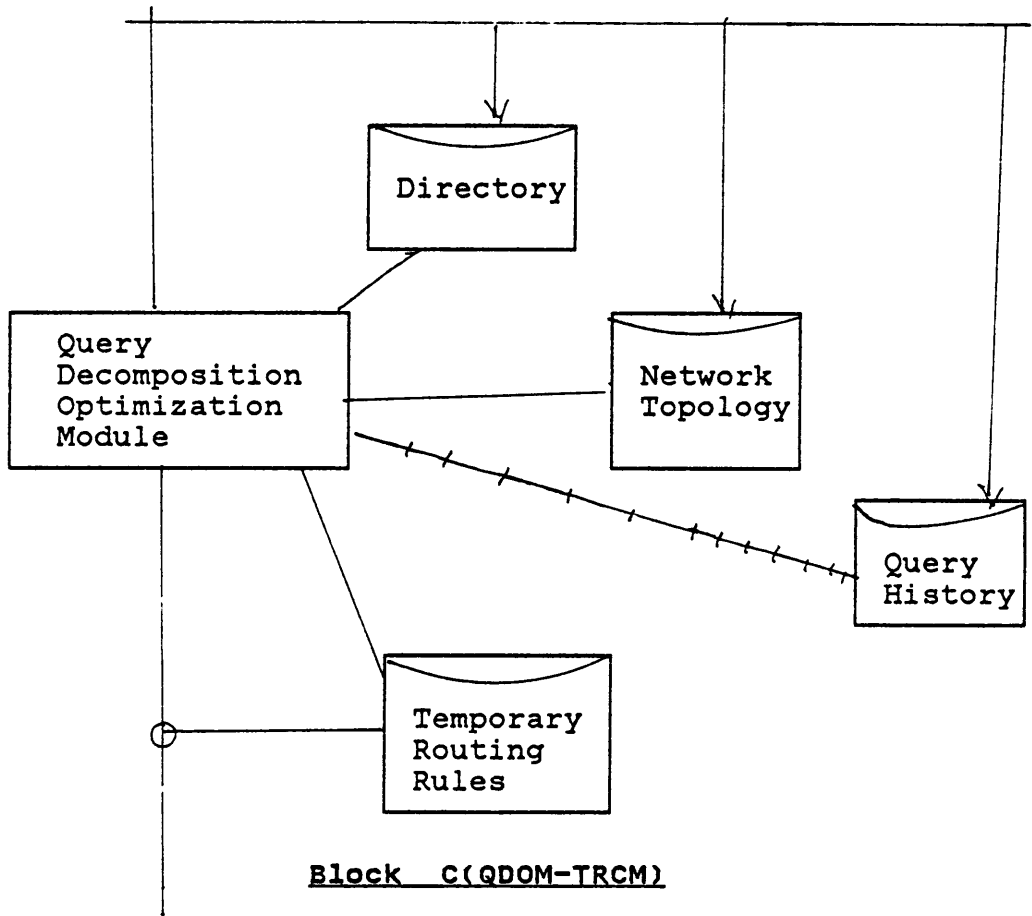 Directory
Query
Decomposition
Optimization
Module
Network
Topology
Query
History
Temporary
Routing
Rules
Block C(QDOM-TRCM)